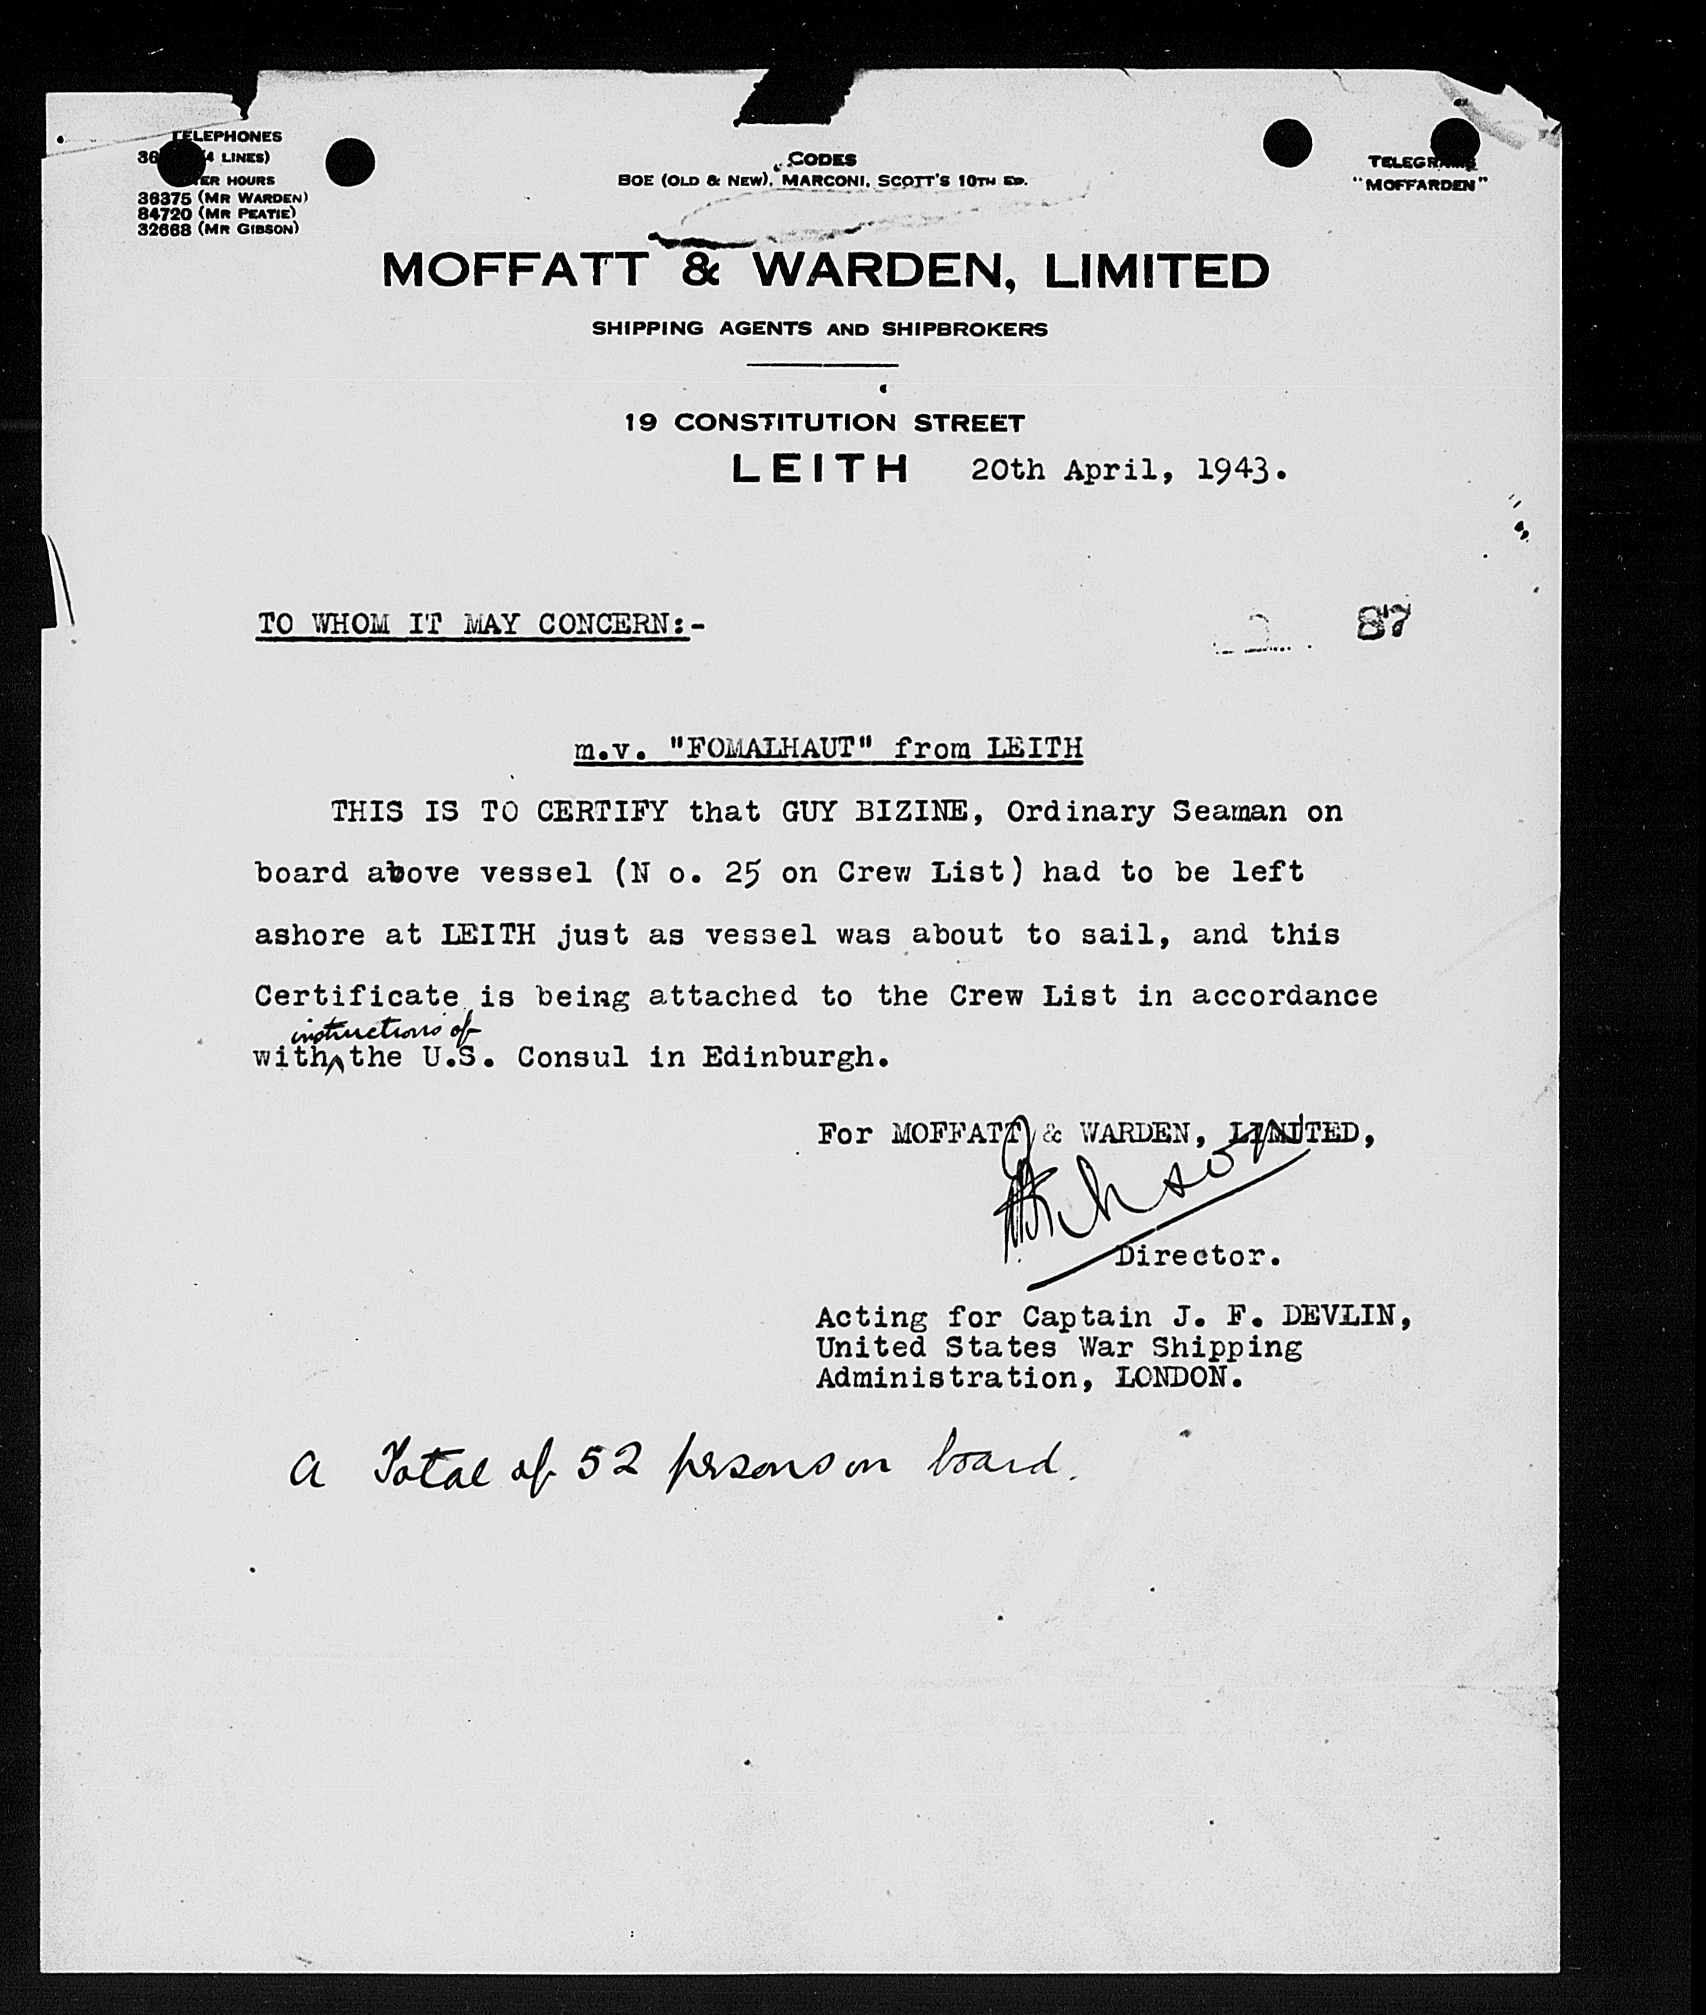 TELEPHONES
(4 LINES)
HOURS
36375 (MR WARDEN)
84720 (MR PEATIE)
32668 (MR GIBSON)
CODES
BOE (OLD & NEW), MARCONI, SCOTT'S 10TH ED.
TELEGRAMS
"MOFFARDEN"
MOFFATT & WARDEN, LIMITED
SHIPPING AGENTS AND SHIPBROKERS
19 CONSTITUTION STREET
LEITH 20th April, 1943.
TO WHOM IT MAY CONCERN:-
87
m.v. "FOMALHAUT" from LEITH
THIS IS TO CERTIFY that GUY BIZINE, Ordinary Seaman on
board above vessel (N o. 25 on Crew List) had to be left
ashore at LEITH just as vessel was about to sail, and this
Certificate is being attached to the Crew List in accordance
instructions of
with the U.S. Consul in Edinburgh.
For MOFFATT & WARDEN, LIMITED,
Director.
Acting for Captain J. F. DEVLIN,
United States War Shipping
Administration, LONDON.
A Total of 52 persons on board.